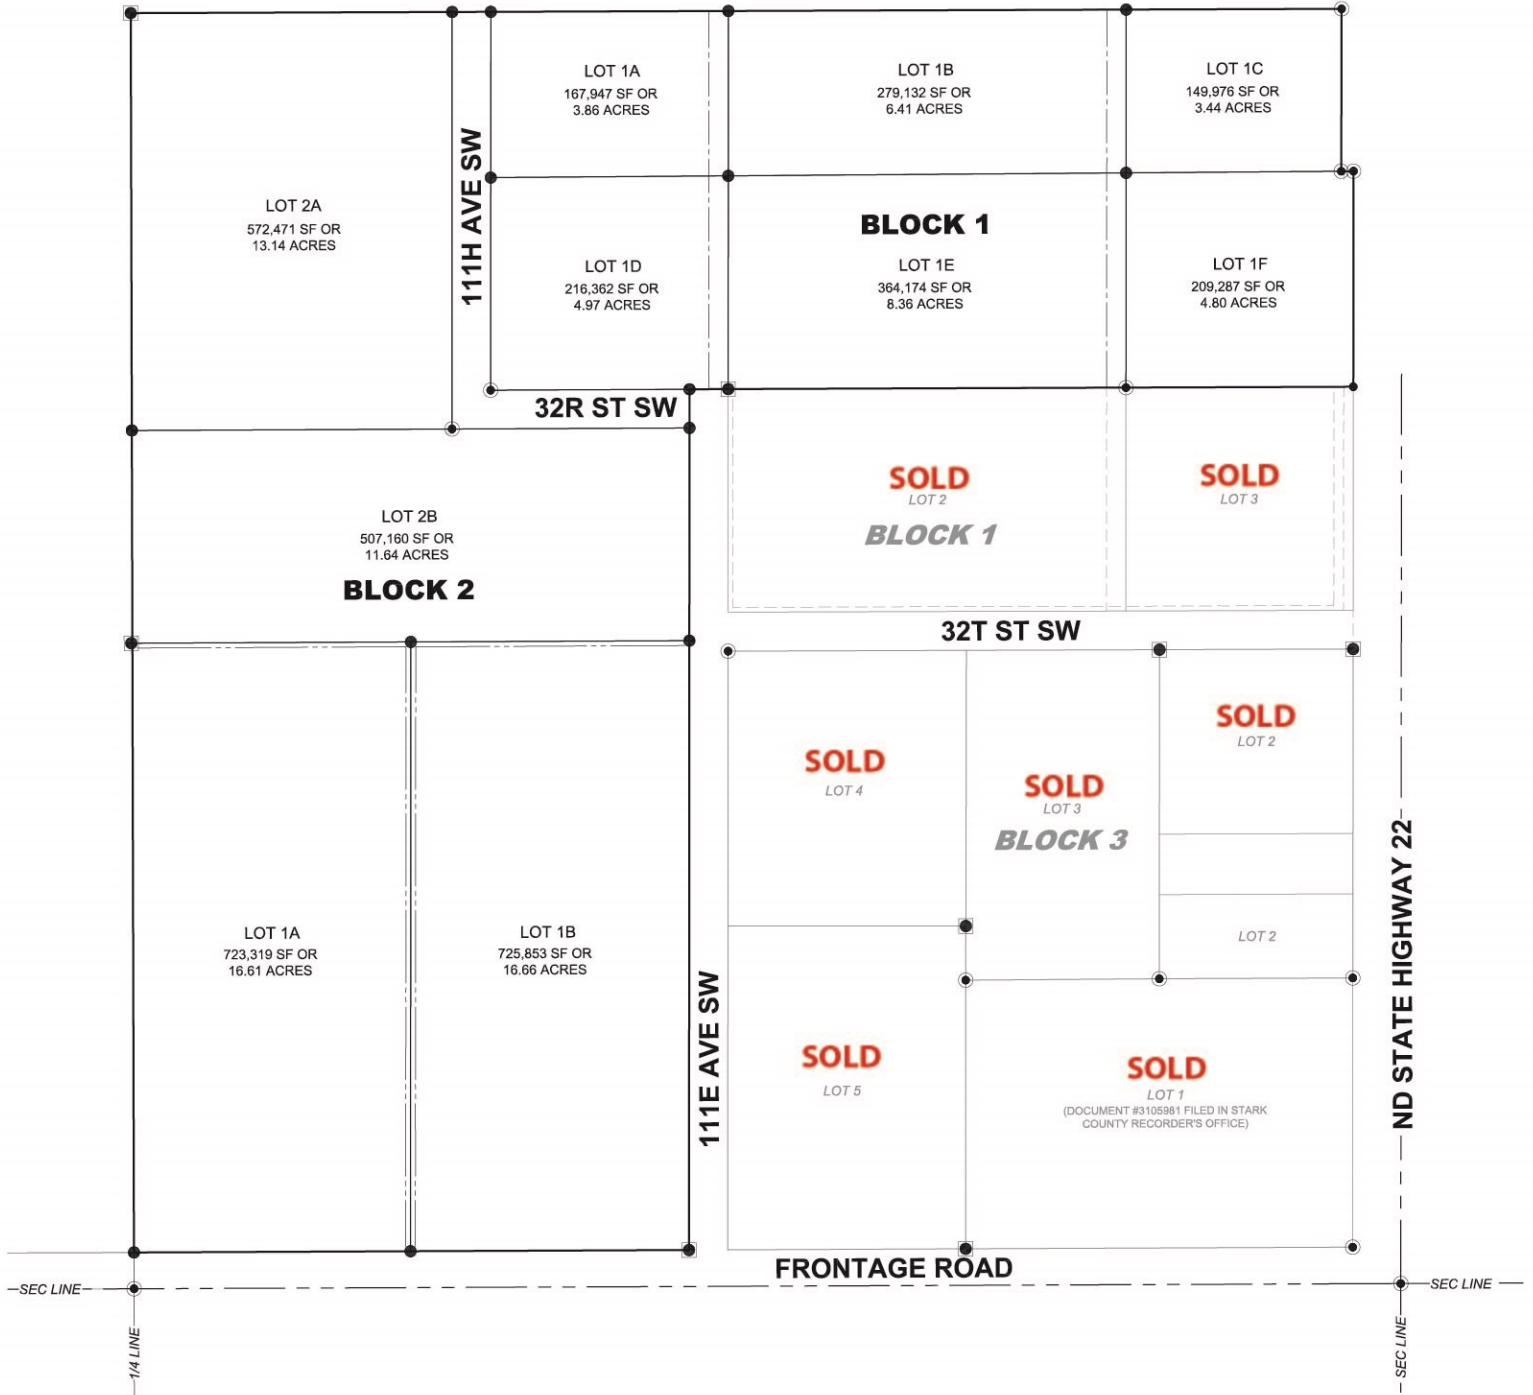 LOT 1A
167,947 SF OR
3.86 ACRES
LOT 1B
279,132 SF OR
6.41 ACRES
LOT 1C
149,976 SF OR
3.44 ACRES
111H AVE SW
LOT 2A
572,471 SF OR
13.14 ACRES
BLOCK 1
LOT 1D
216,362 SF OR
4.97 ACRES
LOT 1E
364,174 SF OR
8.36 ACRES
LOT 1F
209,287 SF OR
4.80 ACRES
32R ST SW
SOLD
LOT 2
BLOCK 1
SOLD
LOT 3
LOT 2B
507,160 SF OR
11.64 ACRES
BLOCK 2
32T ST SW
SOLD
LOT 4
SOLD
LOT 3
BLOCK 3
SOLD
LOT 2
LOT 2
ND STATE HIGHWAY 22
LOT 1A
723,319 SF OR
16.61 ACRES
LOT 1B
725,853 SF OR
16.66 ACRES
111E AVE SW
SOLD
LOT 5
SOLD
LOT 1
(DOCUMENT #3105981 FILED IN STARK
COUNTY RECORDER'S OFFICE)
FRONTAGE ROAD
SEC LINE
SEC LINE
1/4 LINE
SEC LINE